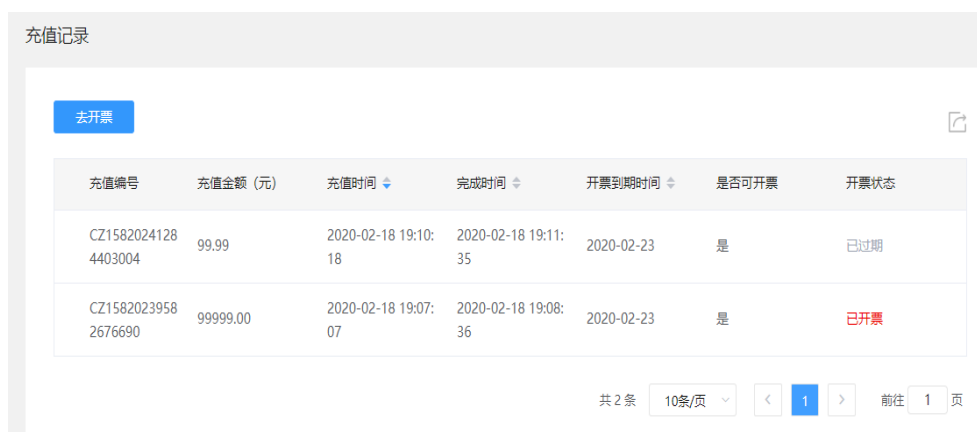 充值记录
去开票
充值编号 充值金额（元） 充值时间 完成时间 开票到期时间 是否可开票 开票状态
CZ1582024128 2020-02-18 19:10: 2020-02-18 19:11:
99.99 2020-02-23 是 已过期
4403004 18 35
CZ1582023958 2020-02-18 19:07: 2020-02-18 19:08:
99999.00 2020-02-23 是 已开票
2676690 07 36
共 2 条 10条/页 1 前往 1 页